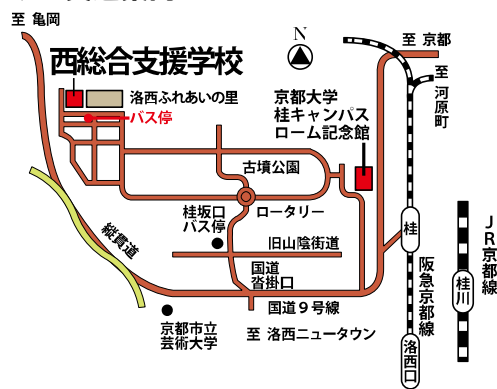 至 亀岡
N
至 京都
西総合支援学校
至
河原町
洛西ふれあいの里
京都大学
桂キャンパス
ローム記念館
バス停
古墳公園
桂坂口
バス停
ロータリー
縦貫道
旧山陰街道
桂
JR京都線
国道
沓掛口
阪急京都線
桂川
国道9号線
京都市立
芸術大学
至 洛西ニュータウン
洛西口